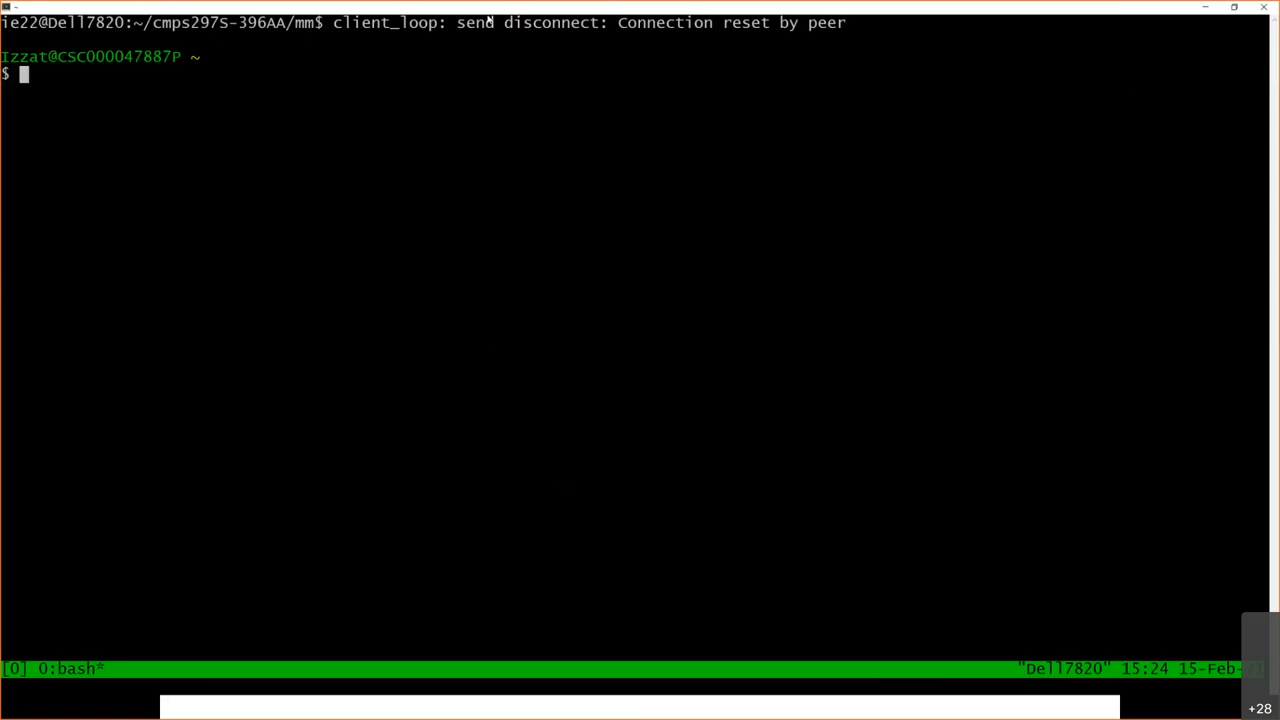 ~
ie22@Dell7820:~/cmps297S-396AA/mm$ client_loop: send disconnect: Connection reset by peer
Izzat@CSC000047887P ~
$
[0] 0:bash* "Dell7820" 15:24 15-Feb-
+28